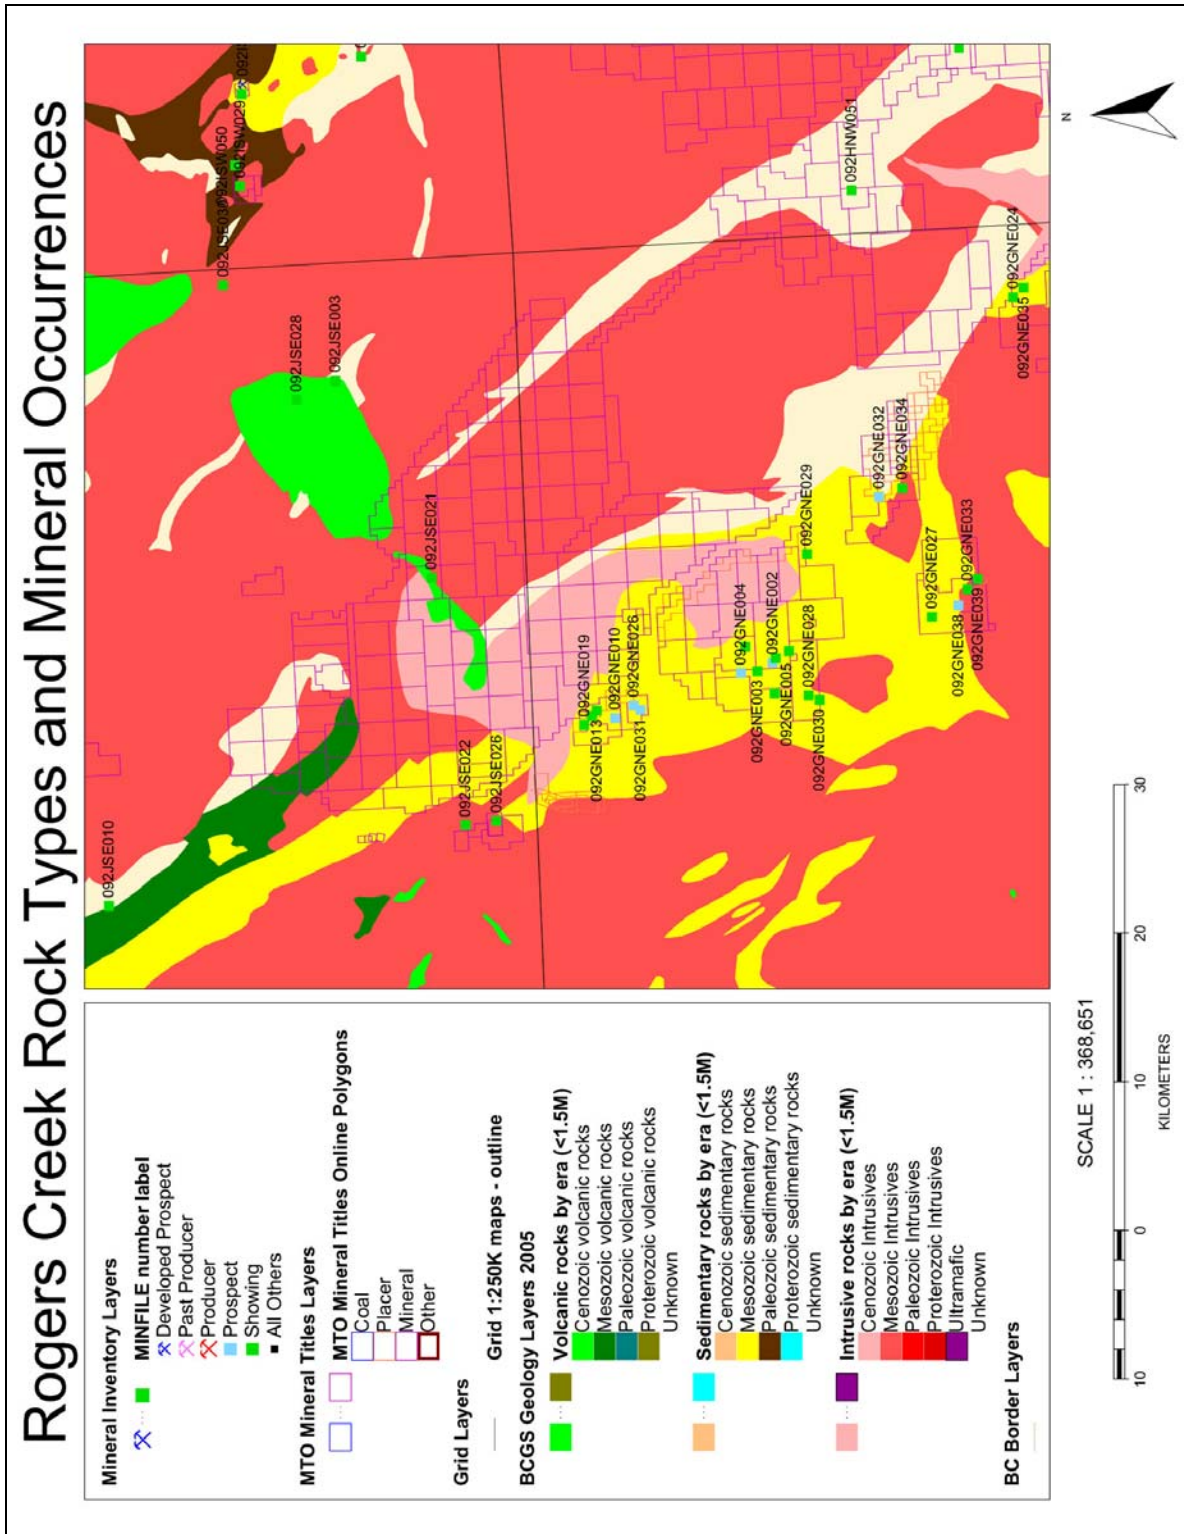 Rogers Creek Rock Types and Mineral Occurrences
Mineral Inventory Layers
MINFILE number label
Developed Prospect
Past Producer
Producer
Prospect
Showing
All Others
MTO Mineral Titles Layers
MTO Mineral Titles Online Polygons
Coal
Placer
Mineral
Other
Grid Layers
Grid 1:250K maps - outline
BCGS Geology Layers 2005
Volcanic rocks by era (<1.5M)
Cenozoic volcanic rocks
Mesozoic volcanic rocks
Paleozoic volcanic rocks
Proterozoic volcanic rocks
Unknown
Sedimentary rocks by era (<1.5M)
Cenozoic sedimentary rocks
Mesozoic sedimentary rocks
Paleozoic sedimentary rocks
Proterozoic sedimentary rocks
Unknown
Intrusive rocks by era (<1.5M)
Cenozoic Intrusives
Mesozoic Intrusives
Paleozoic Intrusives
Proterozoic Intrusives
Ultramafic
Unknown
BC Border Layers
092JSE010
092JSE022
092JSE026
092JSE021
092JSE028
092JSE003
092JSE030
092ISW050
092ISW029
092GNE013
092GNE019
092GNE010
092GNE026
092GNE031
092GNE004
092GNE003
092GNE002
092GNE005
092GNE028
092GNE030
092GNE029
092GNE032
092GNE034
092GNE027
092GNE038
092GNE033
092GNE039
092GNE035
092GNE024
092HNW051
N
SCALE 1 : 368,651
10 0 10 20 30
KILOMETERS